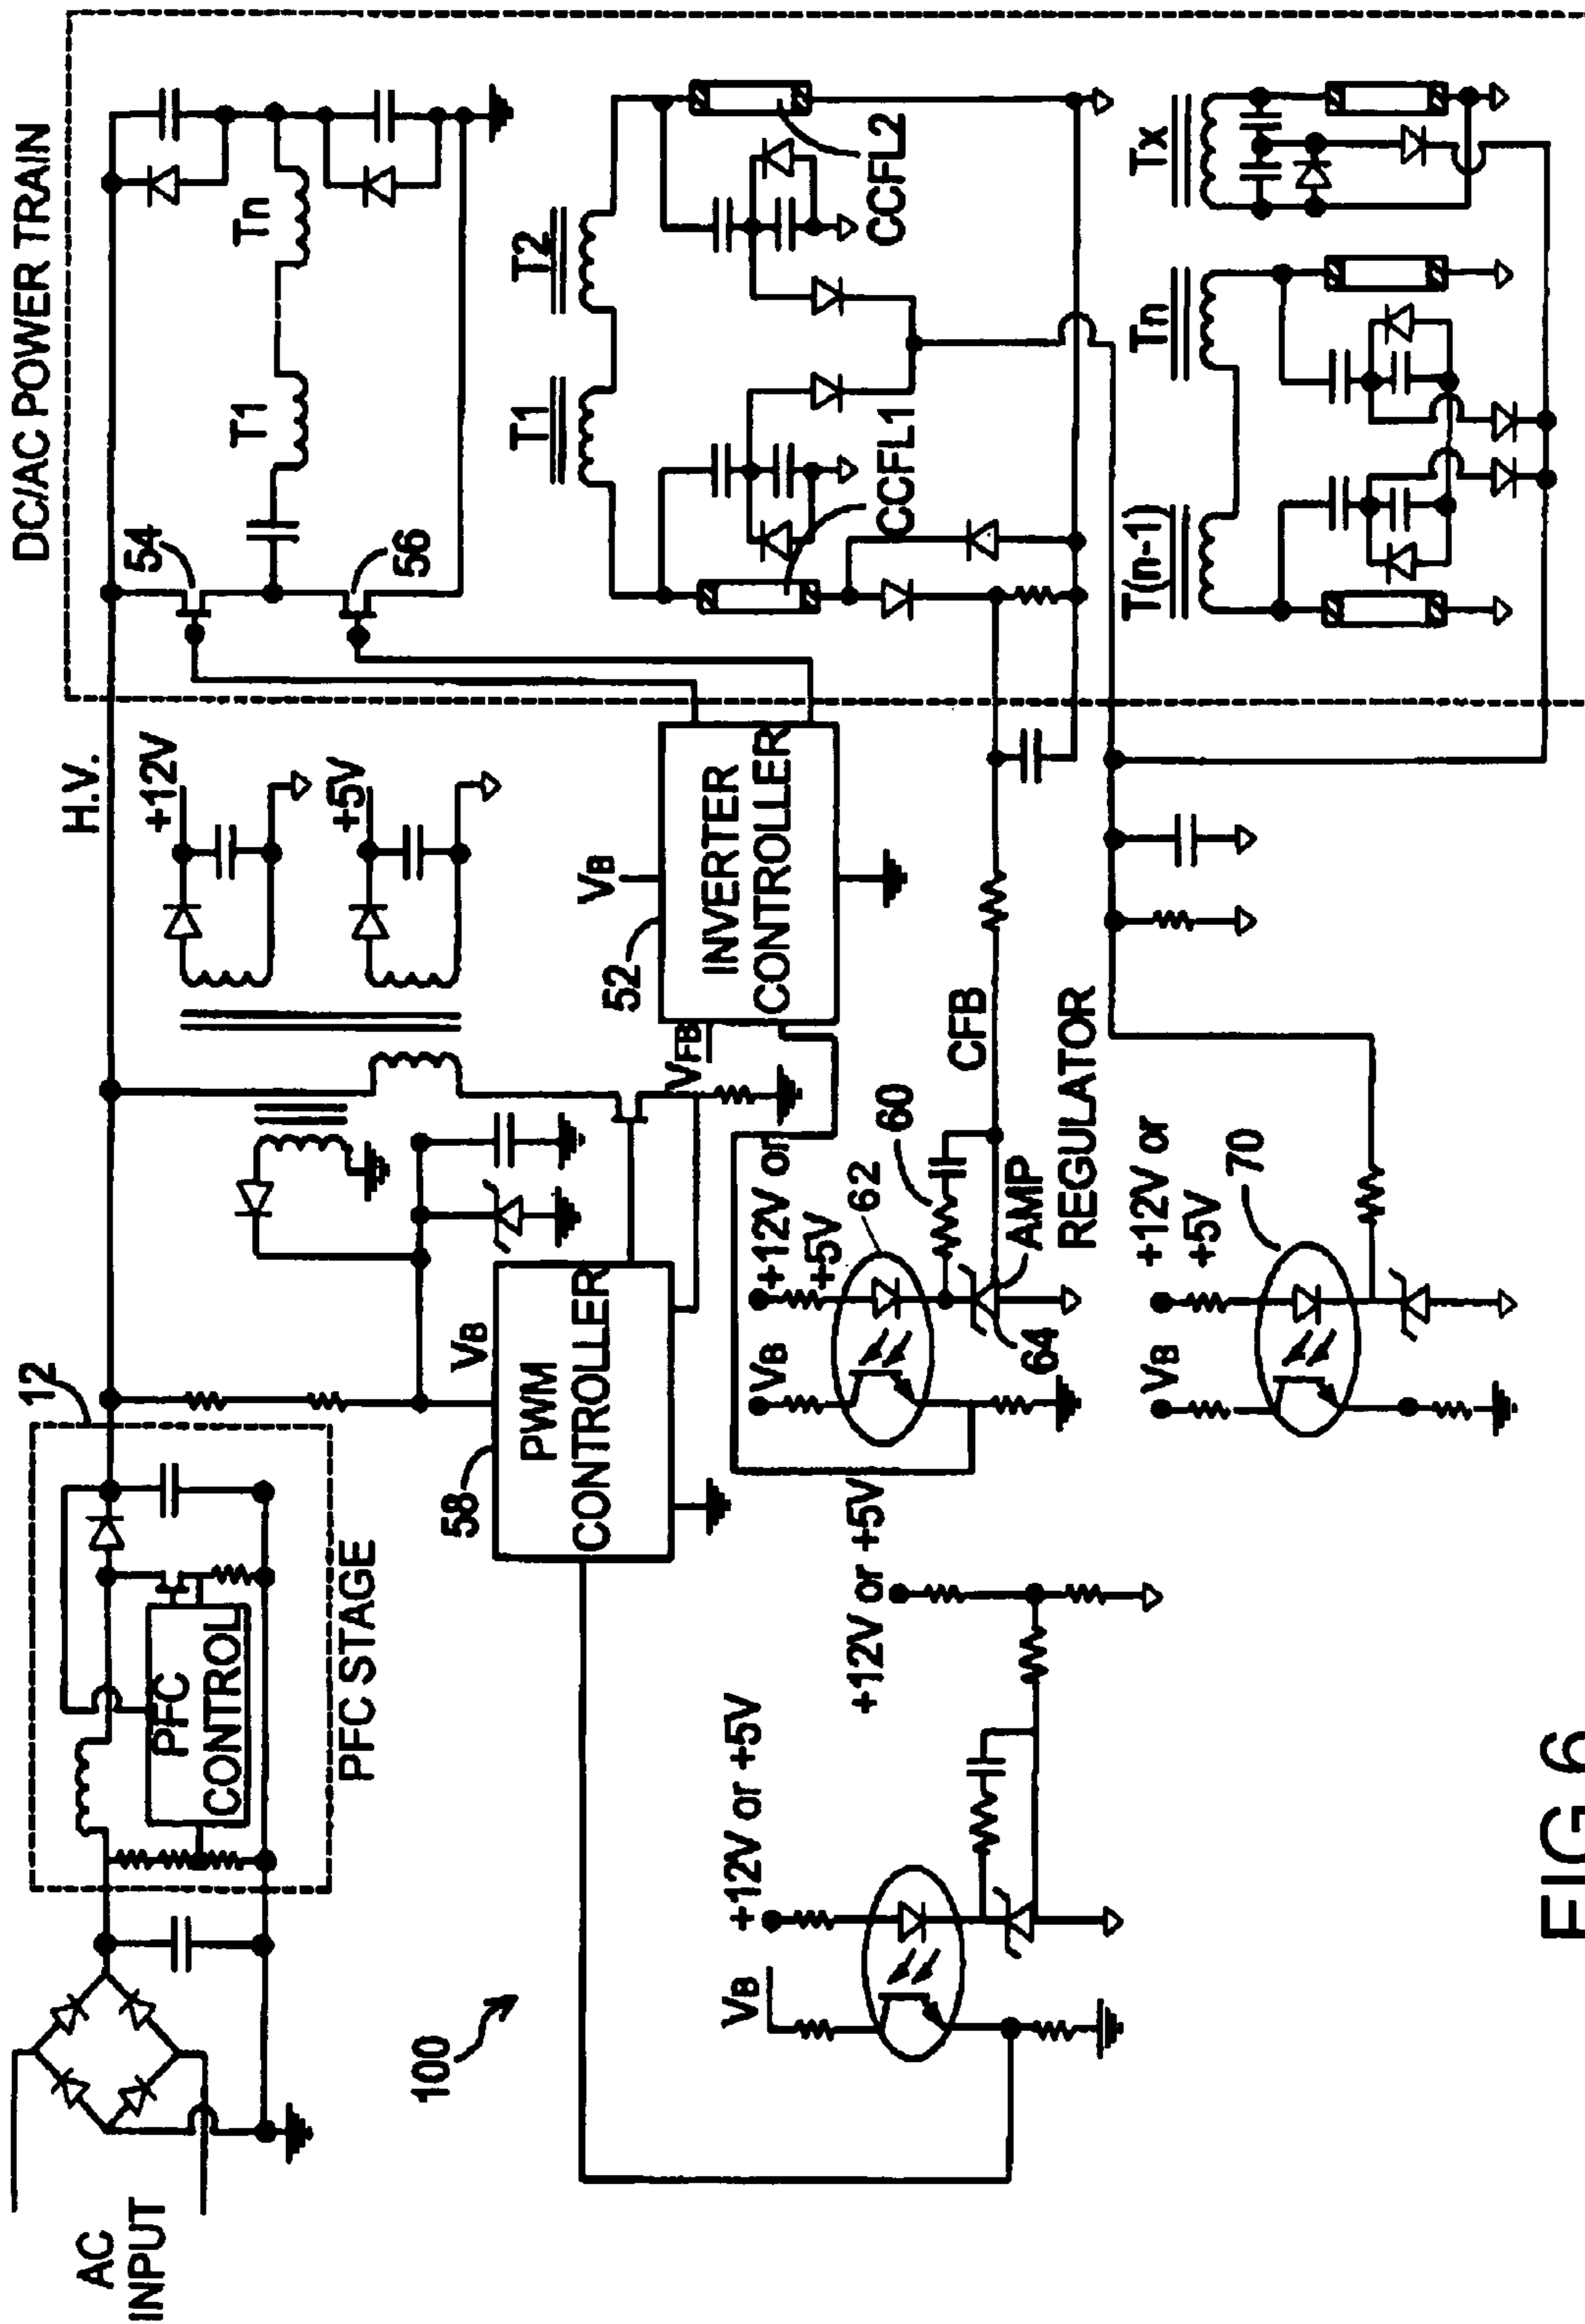 DC/AC POWER TRAIN
12
H.V.
54
T1
Tn
AC
INPUT
PFC
CONTROL
PFC STAGE
+12V
+5V
56
100
58
PWM
CONTROLLER
VB
VFB
52
VB
INVERTER
CONTROLLER
T1
T2
CCFL1
CCFL2
VB
+12V or +5V
+12V or +5V
VB
+12V or
+5V
62
60
64
AMP
REGULATOR
CFB
VB
+12V or
+5V
70
T(n-1)
Tn
Tx
FIG 6